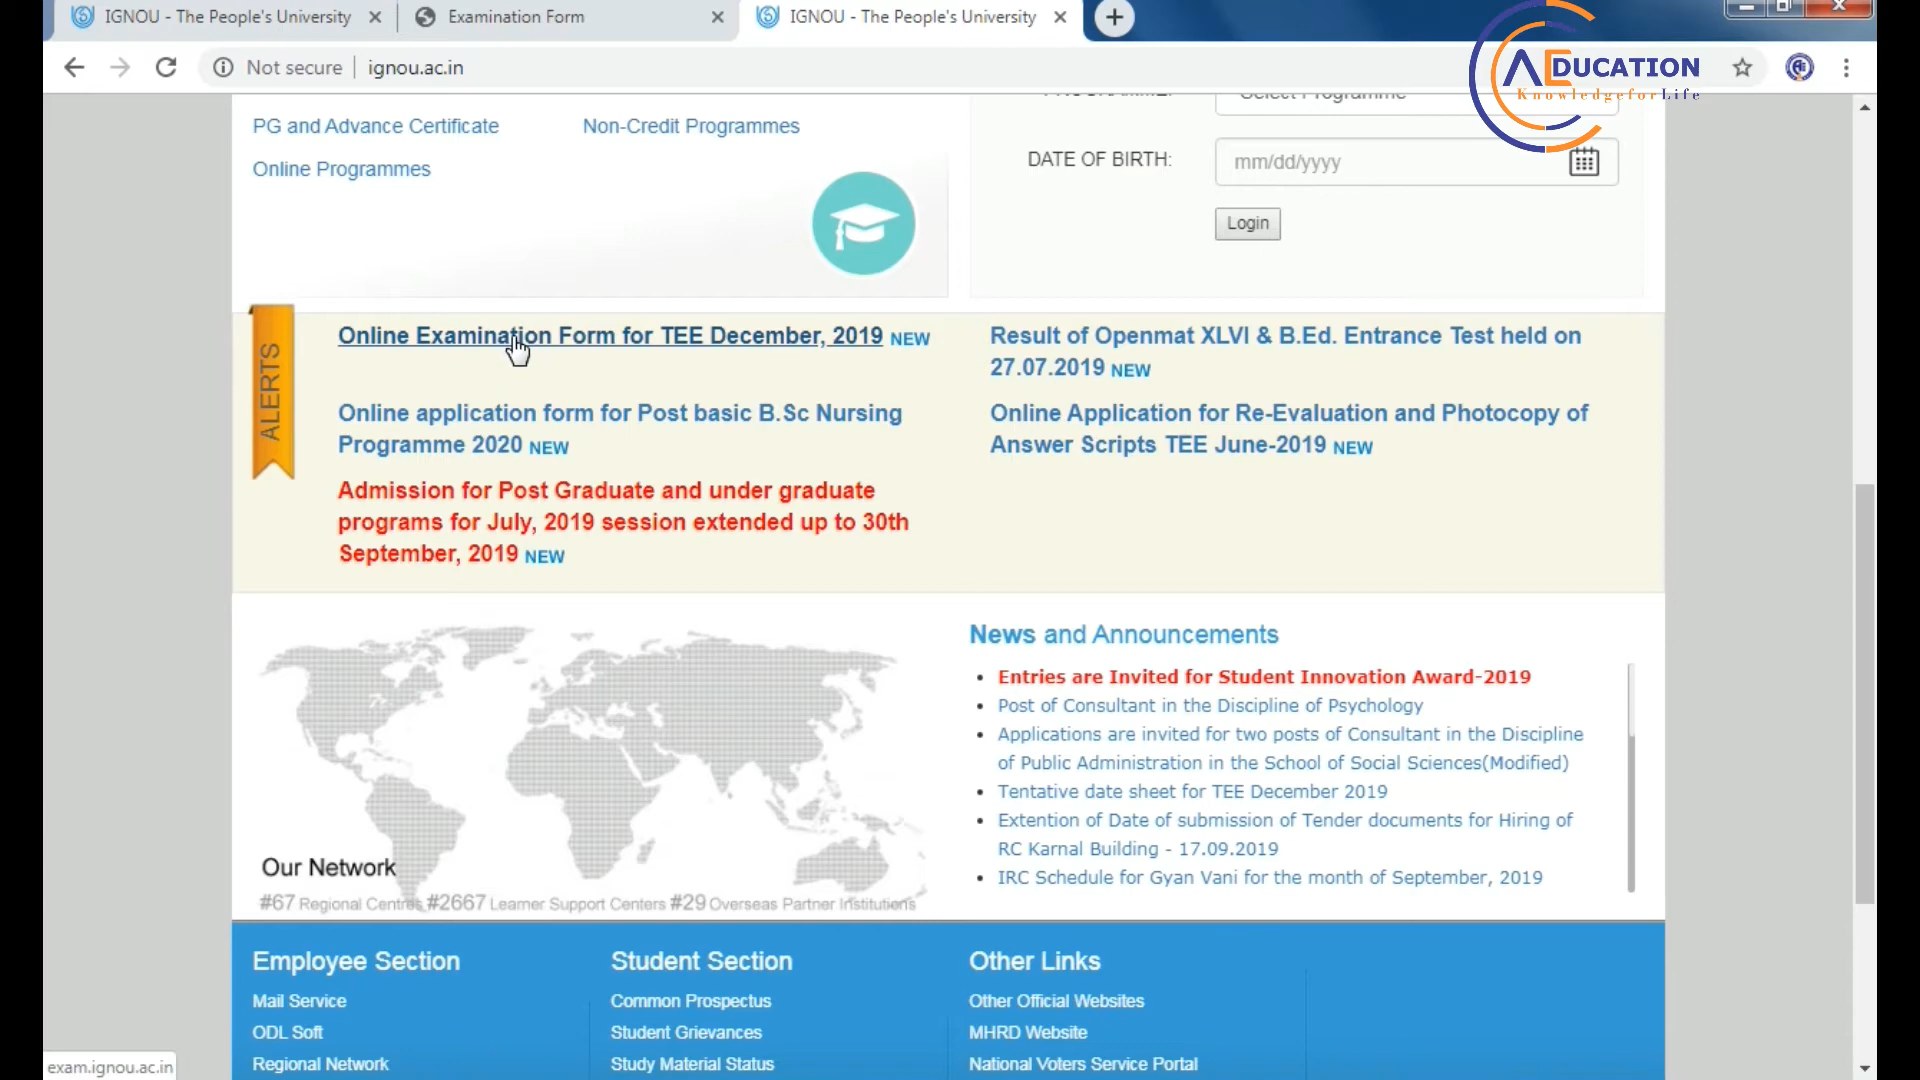 IGNOU - The People's University
Examination Form
IGNOU - The People's University
Not secure
ignou.ac.in
AEDUCATION
KnowledgeforLife
PG and Advance Certificate
Non-Credit Programmes
Online Programmes
PROGRAMME:
Select Programme
DATE OF BIRTH:
mm/dd/yyyy
Login
ALERTS
Online Examination Form for TEE December, 2019 NEW
Online application form for Post basic B.Sc Nursing
Programme 2020 NEW
Admission for Post Graduate and under graduate
programs for July, 2019 session extended up to 30th
September, 2019 NEW
Result of Openmat XLVI & B.Ed. Entrance Test held on
27.07.2019 NEW
Online Application for Re-Evaluation and Photocopy of
Answer Scripts TEE June-2019 NEW
Our Network
#67 Regional Centres #2667 Learner Support Centers #29 Overseas Partner Institutions
News and Announcements
• Entries are Invited for Student Innovation Award-2019
• Post of Consultant in the Discipline of Psychology
• Applications are invited for two posts of Consultant in the Discipline
of Public Administration in the School of Social Sciences(Modified)
• Tentative date sheet for TEE December 2019
• Extention of Date of submission of Tender documents for Hiring of
RC Karnal Building - 17.09.2019
• IRC Schedule for Gyan Vani for the month of September, 2019
Employee Section
Mail Service
ODL Soft
Regional Network
Student Section
Common Prospectus
Student Grievances
Study Material Status
Other Links
Other Official Websites
MHRD Website
National Voters Service Portal
exam.ignou.ac.in